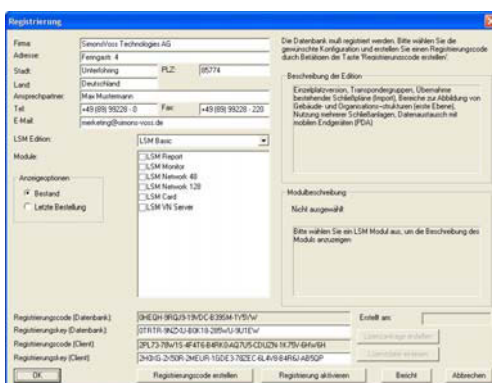 Registrierung
Firma:
SimonsVoss Technologies AG
Adresse:
Feringastr. 4
Stadt:
Unterföhring
PLZ:
85774
Land
Deutschland
Ansprechpartner:
Max Mustermann
Tel:
+49 (89) 99228 - 0
Fax:
+49 (89) 99228 - 220
E-Mail:
marketing@simons-voss.de
LSM Edition:
LSM Basic
Module:
LSM Report
LSM Monitor
LSM Network 48
LSM Network 128
LSM Card
LSM VN Server
Anzeigeoptionen
Bestand
Letzte Bestellung
Die Datenbank muß registriert werden. Bitte wählen Sie die
gewünschte Konfiguration und erstellen Sie einen Registrierungscode
durch Betätigen der Taste 'Registrierunscode erstellen'.
Beschreibung der Edition
Einzelplatzversion, Transpondergruppen, Übernahme
bestehender Schließpläne (Import), Bereiche zur Abbildung von
Gebäude- und Organisations-strukturen (erste Ebene),
Nutzung mehrerer Schließanlagen, Datenaustausch mit
mobilen Endgeräten (PDA)
Modulbeschreibung
Nicht ausgewählt
Bitte wählen Sie ein LSM Modul aus, um die Beschreibung des
Moduls anzuzeigen
Registrierungscode (Datenbank):
Registrierungskey (Datenbank):
Registrierungscode (Client)
Registrierungskey (Client)
Erstellt am:
Lizenzanfrage erstellen
OK
Registrierungscode erstellen
Registrierung aktivieren
Bericht
Abbrechen